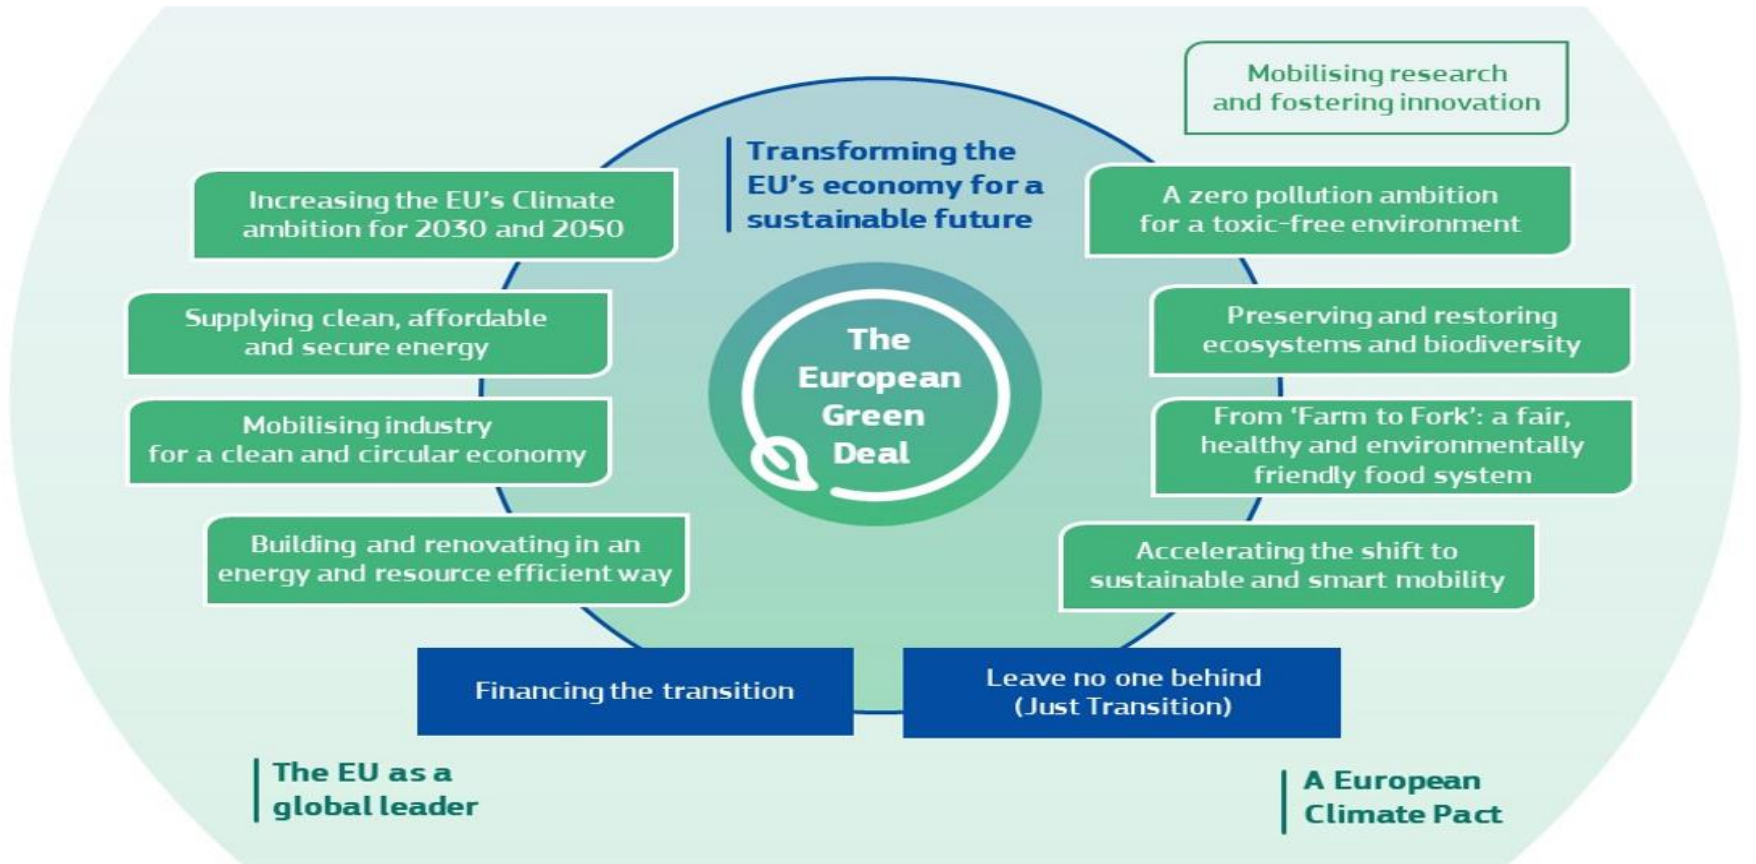 Mobilising research
and fostering innovation
Transforming the
EU's economy for a
sustainable future
Increasing the EU's Climate
ambition for 2030 and 2050
A zero pollution ambition
for a toxic-free environment
Supplying clean, affordable
and secure energy
Preserving and restoring
ecosystems and biodiversity
The
European
Green
Deal
Mobilising industry
for a clean and circular economy
From ‘Farm to Fork’: a fair,
healthy and environmentally
friendly food system
Building and renovating in an
energy and resource efficient way
Accelerating the shift to
sustainable and smart mobility
Financing the transition
Leave no one behind
(Just Transition)
The EU as a
global leader
A European
Climate Pact